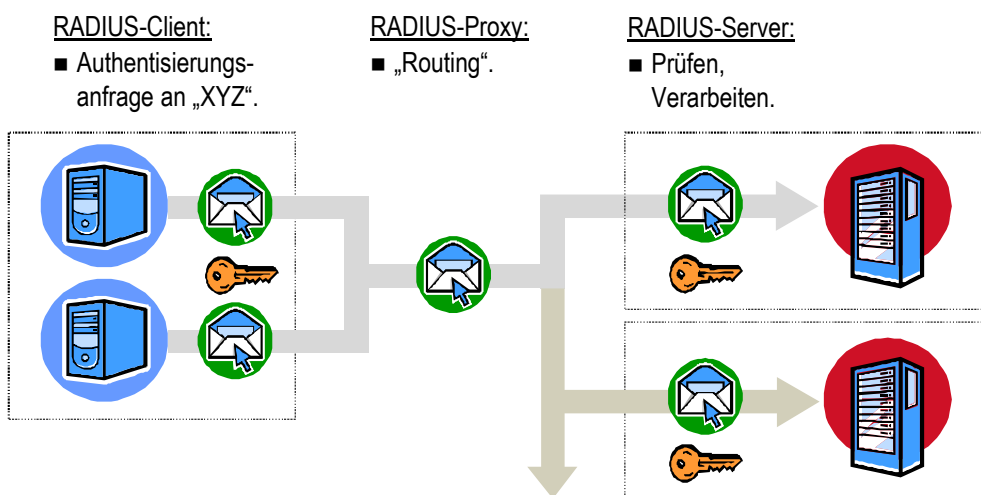 RADIUS-Client:
■ Authentisierungs-
anfrage an „XYZ“.
RADIUS-Proxy:
■ „Routing“.
RADIUS-Server:
■ Prüfen,
Verarbeiten.